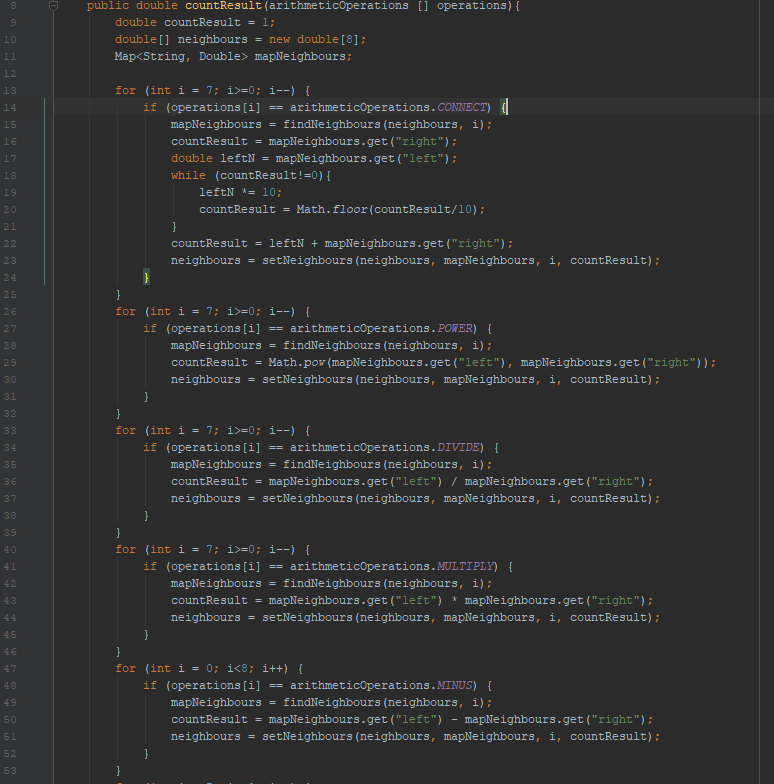 8 public double countResult(arithmeticOperations [] operations){
9 double countResult = 1;
10 double[] neighbours = new double[8];
11 Map<String, Double> mapNeighbours;
12
13 for (int i = 7; i>=0; i--) {
14 if (operations[i] == arithmeticOperations.CONNECT) {
15 mapNeighbours = findNeighbours(neighbours, i);
16 countResult = mapNeighbours.get("right");
17 double leftN = mapNeighbours.get("left");
18 while (countResult!=0){
19 leftN *= 10;
20 countResult = Math.floor(countResult/10);
21 }
22 countResult = leftN + mapNeighbours.get("right");
23 neighbours = setNeighbours(neighbours, mapNeighbours, i, countResult);
24 }
25 }
26 for (int i = 7; i>=0; i--) {
27 if (operations[i] == arithmeticOperations.POWER) {
28 mapNeighbours = findNeighbours(neighbours, i);
29 countResult = Math.pow(mapNeighbours.get("left"), mapNeighbours.get("right"));
30 neighbours = setNeighbours(neighbours, mapNeighbours, i, countResult);
31 }
32 }
33 for (int i = 7; i>=0; i--) {
34 if (operations[i] == arithmeticOperations.DIVIDE) {
35 mapNeighbours = findNeighbours(neighbours, i);
36 countResult = mapNeighbours.get("left") / mapNeighbours.get("right");
37 neighbours = setNeighbours(neighbours, mapNeighbours, i, countResult);
38 }
39 }
40 for (int i = 7; i>=0; i--) {
41 if (operations[i] == arithmeticOperations.MULTIPLY) {
42 mapNeighbours = findNeighbours(neighbours, i);
43 countResult = mapNeighbours.get("left") * mapNeighbours.get("right");
44 neighbours = setNeighbours(neighbours, mapNeighbours, i, countResult);
45 }
46 }
47 for (int i = 0; i<8; i++) {
48 if (operations[i] == arithmeticOperations.MINUS) {
49 mapNeighbours = findNeighbours(neighbours, i);
50 countResult = mapNeighbours.get("left") - mapNeighbours.get("right");
51 neighbours = setNeighbours(neighbours, mapNeighbours, i, countResult);
52 }
53 }